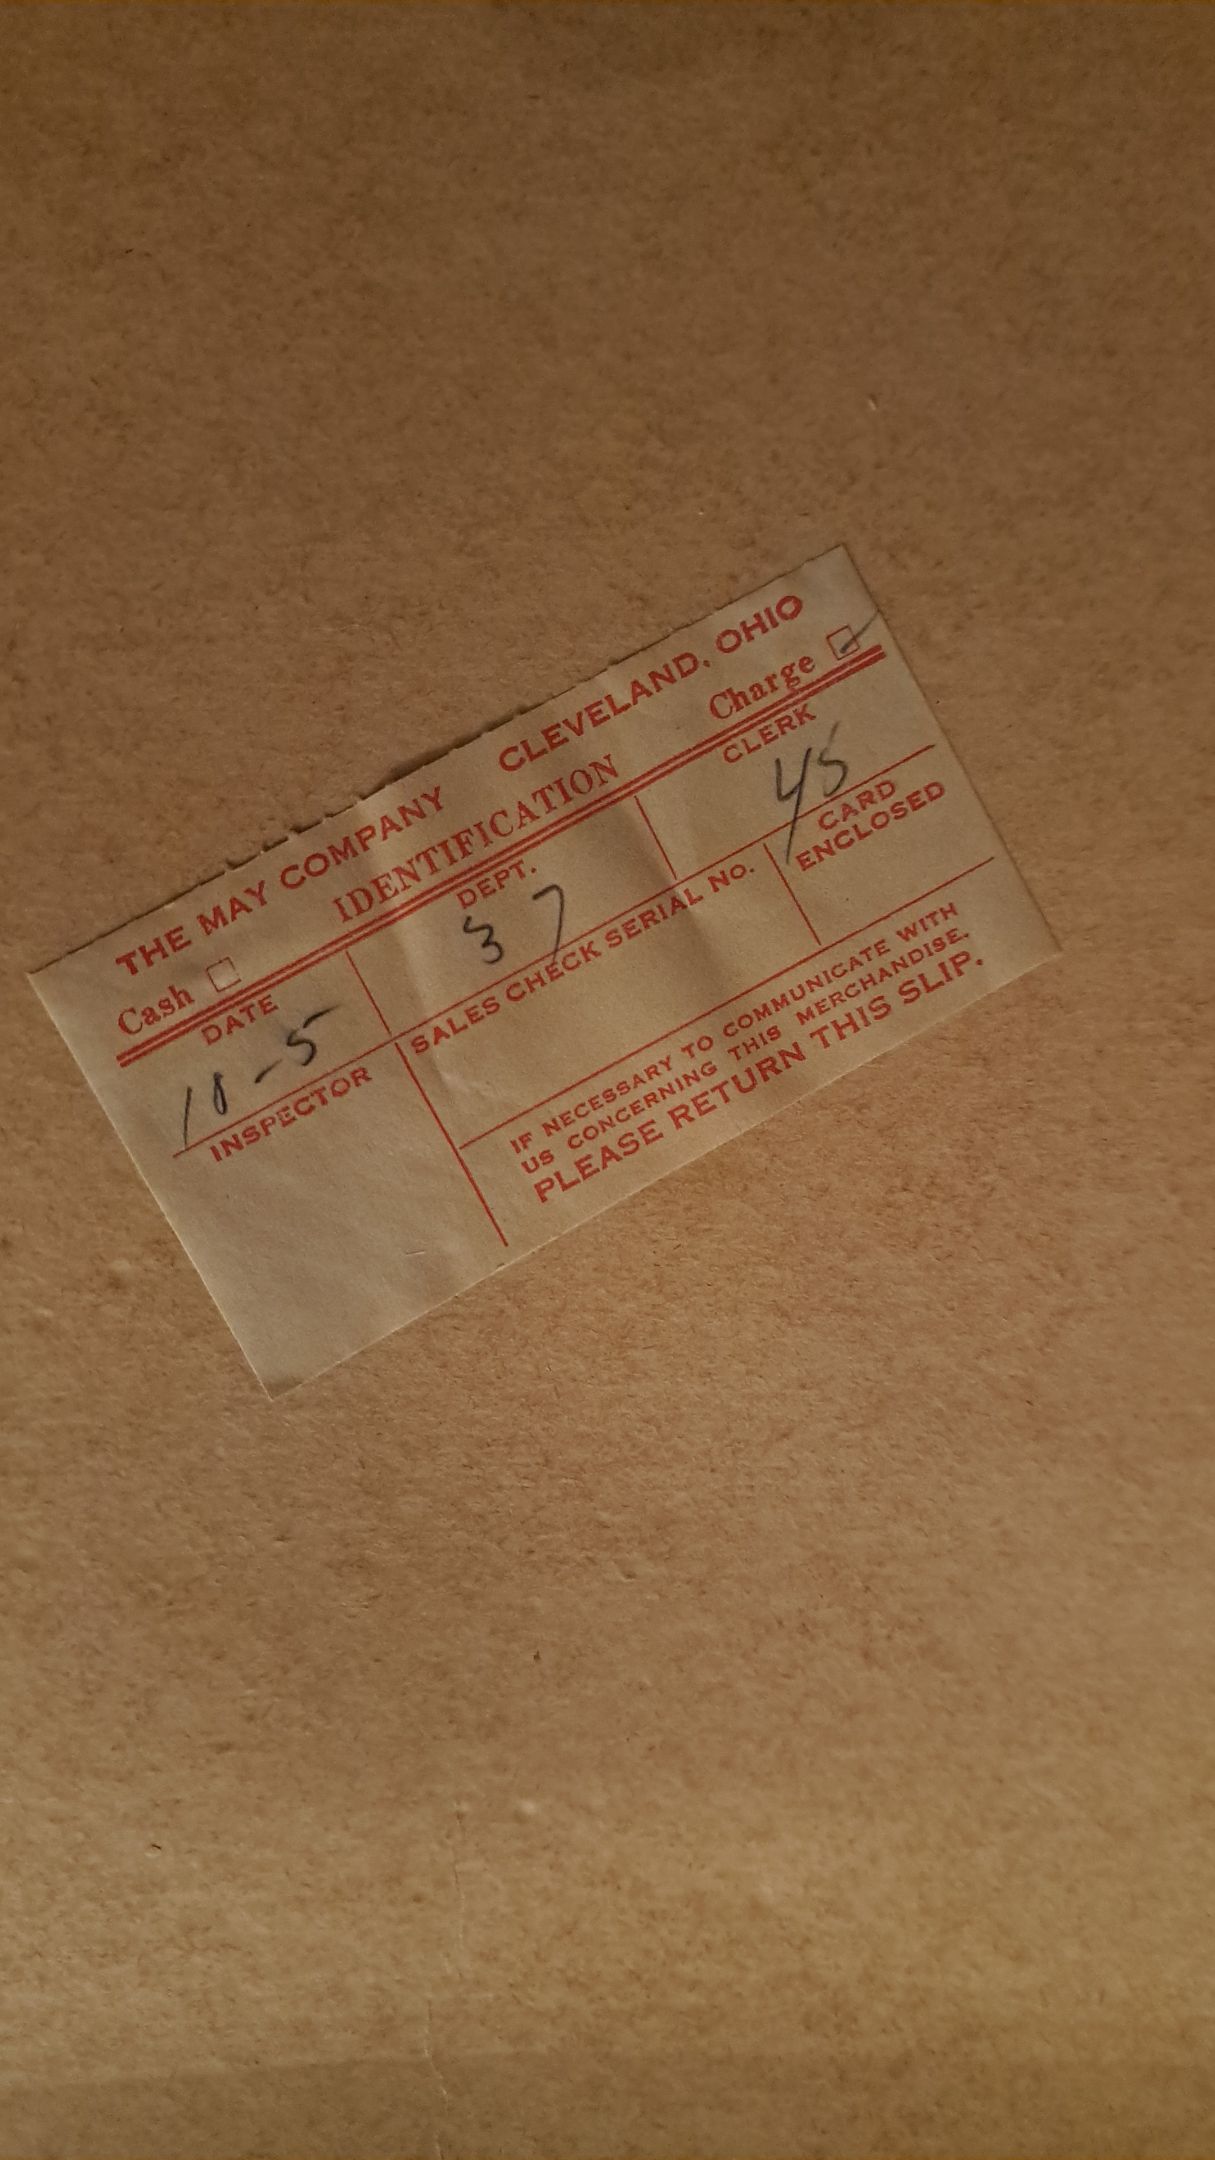 THE MAY COMPANY CLEVELAND, OHIO
Cash IDENTIFICATION Charge
DATE DEPT. CLERK
10-5 37 45
INSPECTOR SALES CHECK SERIAL NO. CARD ENCLOSED
IF NECESSARY TO COMMUNICATE WITH
US CONCERNING THIS MERCHANDISE.
PLEASE RETURN THIS SLIP.